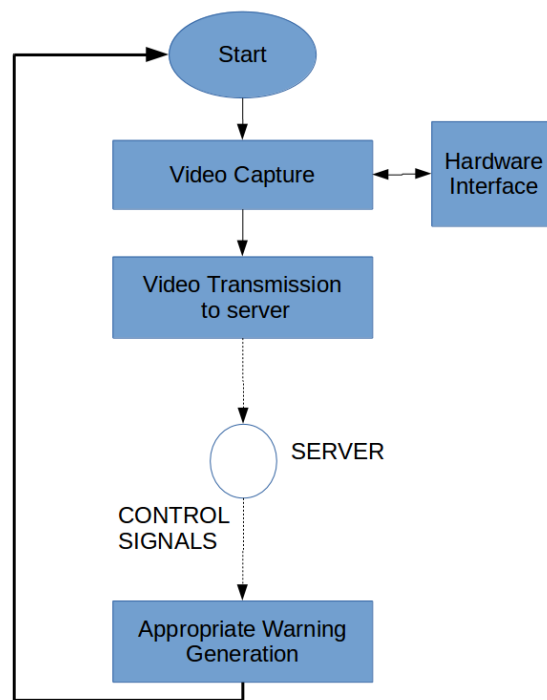 Start
Video Capture
Hardware
Interface
Video Transmission
to server
SERVER
CONTROL
SIGNALS
Appropriate Warning
Generation